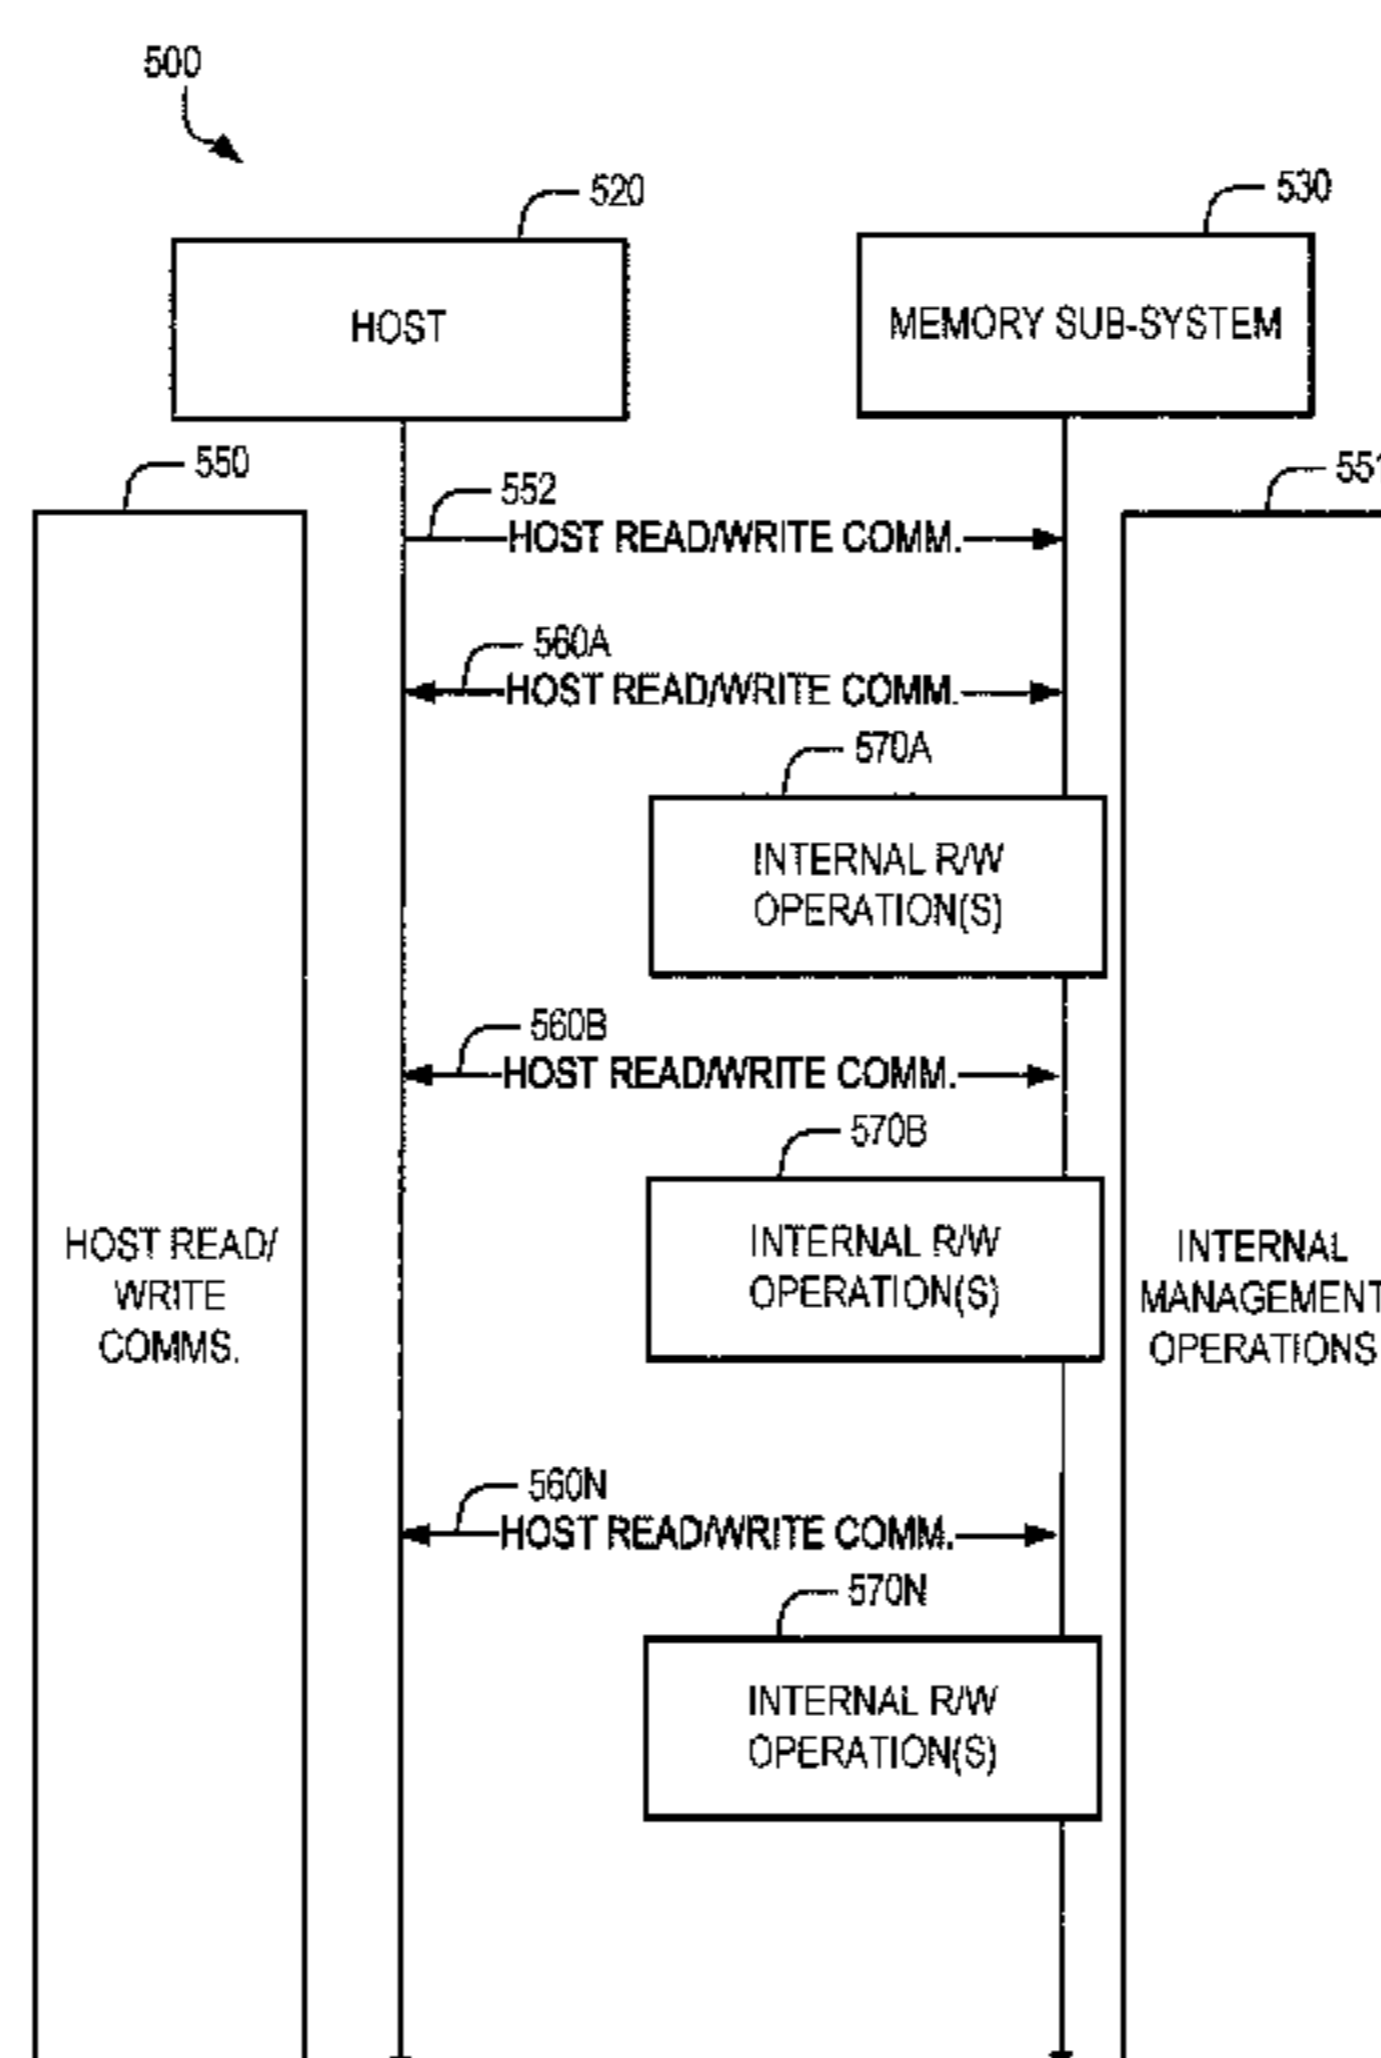 500
520
530
HOST
MEMORY SUB-SYSTEM
550
551
552
HOST READ/WRITE COMM.
560A
HOST READ/WRITE COMM.
570A
INTERNAL R/W
OPERATION(S)
560B
HOST READ/WRITE COMM.
570B
INTERNAL R/W
OPERATION(S)
HOST READ/
WRITE
COMMS.
INTERNAL
MANAGEMENT
OPERATIONS
560N
HOST READ/WRITE COMM.
570N
INTERNAL R/W
OPERATION(S)